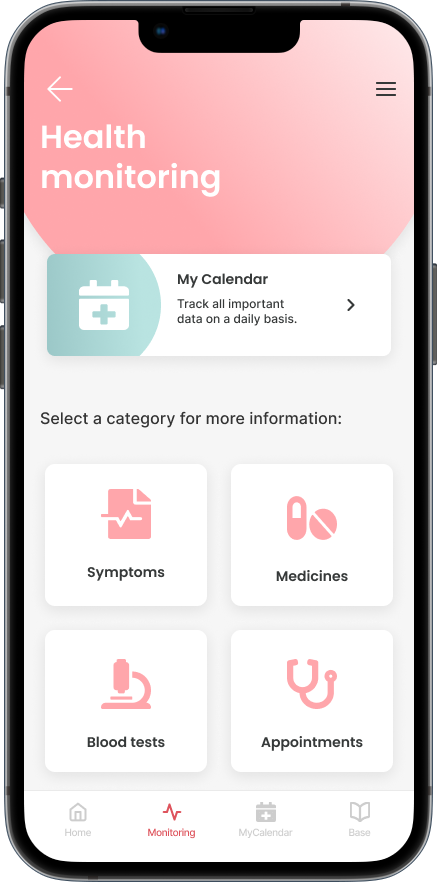 Health
monitoring
My Calendar
Track all important
data on a daily basis.
Select a category for more information:
Symptoms
Medicines
Blood tests
Appointments
Home
Monitoring
MyCalendar
Base